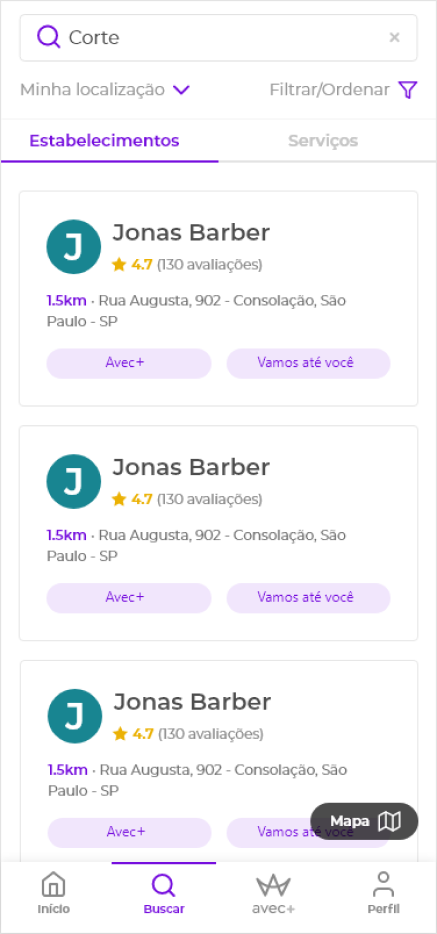 Corte
Minha localização
Filtrar/Ordenar
Estabelecimentos
Serviços
J
Jonas Barber
4.7 (130 avaliações)
1.5km · Rua Augusta, 902 - Consolação, São
Paulo - SP
Avec+
Vamos até você
J
Jonas Barber
4.7 (130 avaliações)
1.5km · Rua Augusta, 902 - Consolação, São
Paulo - SP
Avec+
Vamos até você
J
Jonas Barber
4.7 (130 avaliações)
1.5km · Rua Augusta, 902 - Consolação, São
Paulo - SP
Mapa
Avec+
Vamos até você
Início
Buscar
avec+
Perfil